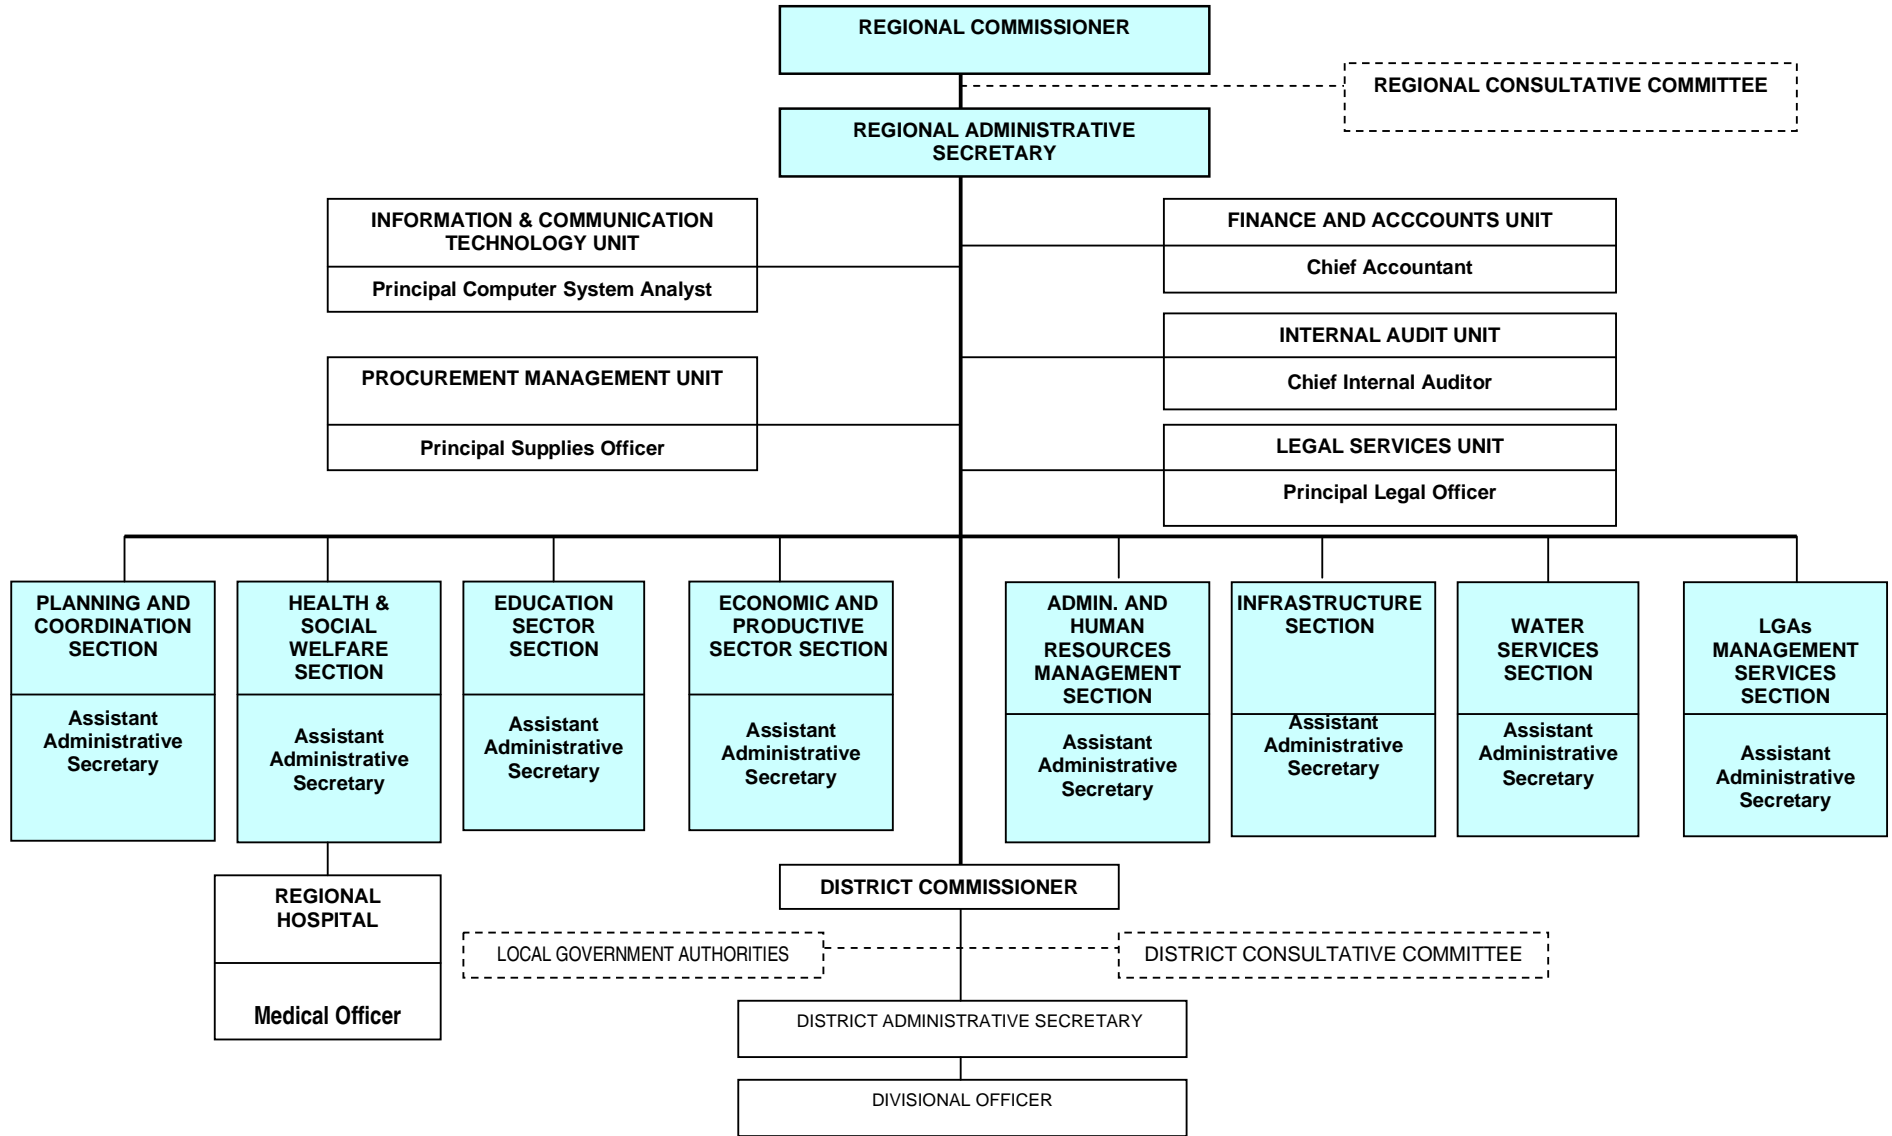 REGIONAL COMMISSIONER
REGIONAL CONSULTATIVE COMMITTEE
REGIONAL ADMINISTRATIVE
SECRETARY
INFORMATION & COMMUNICATION
TECHNOLOGY UNIT
Principal Computer System Analyst
FINANCE AND ACCCOUNTS UNIT
Chief Accountant
INTERNAL AUDIT UNIT
Chief Internal Auditor
PROCUREMENT MANAGEMENT UNIT
Principal Supplies Officer
LEGAL SERVICES UNIT
Principal Legal Officer
PLANNING AND
COORDINATION
SECTION
Assistant
Administrative
Secretary
HEALTH &
SOCIAL
WELFARE
SECTION
Assistant
Administrative
Secretary
EDUCATION
SECTOR
SECTION
Assistant
Administrative
Secretary
ECONOMIC AND
PRODUCTIVE
SECTOR SECTION
Assistant
Administrative
Secretary
ADMIN. AND
HUMAN
RESOURCES
MANAGEMENT
SECTION
Assistant
Administrative
Secretary
INFRASTRUCTURE
SECTION
Assistant
Administrative
Secretary
WATER
SERVICES
SECTION
Assistant
Administrative
Secretary
LGAs
MANAGEMENT
SERVICES
SECTION
Assistant
Administrative
Secretary
REGIONAL
HOSPITAL
Medical Officer
DISTRICT COMMISSIONER
LOCAL GOVERNMENT AUTHORITIES
DISTRICT CONSULTATIVE COMMITTEE
DISTRICT ADMINISTRATIVE SECRETARY
DIVISIONAL OFFICER